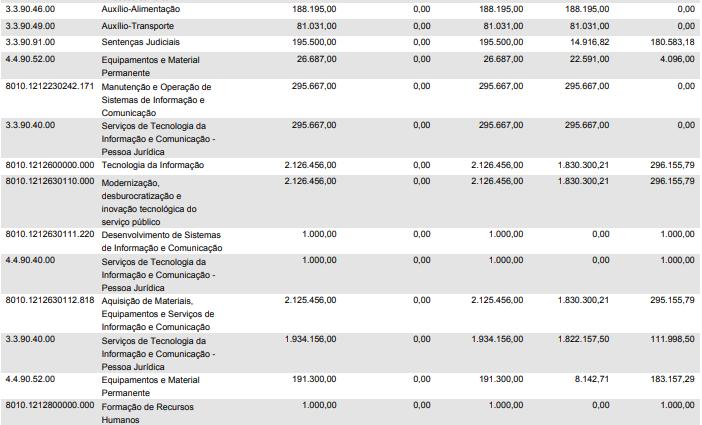 3.3.90.46.00 Auxílio-Alimentação 188.195,00 0,00 188.195,00 188.195,00 0,00
3.3.90.49.00 Auxílio-Transporte 81.031,00 0,00 81.031,00 81.031,00 0,00
3.3.90.91.00 Sentenças Judiciais 195.500,00 0,00 195.500,00 14.916,82 180.583,18
4.4.90.52.00 Equipamentos e Material 26.687,00 0,00 26.687,00 22.591,00 4.096,00
Permanente
8010.1212230242.171 Manutenção e Operação de 295.667,00 0,00 295.667,00 295.667,00 0,00
Sistemas de Informação e
Comunicação
3.3.90.40.00 Serviços de Tecnologia da 295.667,00 0,00 295.667,00 295.667,00 0,00
Informação e Comunicação -
Pessoa Jurídica
8010.1212600000.000 Tecnologia da Informação 2.126.456,00 0,00 2.126.456,00 1.830.300,21 296.155,79
8010.1212630110.000 Modernização, 2.126.456,00 0,00 2.126.456,00 1.830.300,21 296.155,79
desburocratização e
inovação tecnológica do
serviço público
8010.1212630111.220 Desenvolvimento de Sistemas 1.000,00 0,00 1.000,00 0,00 1.000,00
de Informação e Comunicação
4.4.90.40.00 Serviços de Tecnologia da 1.000,00 0,00 1.000,00 0,00 1.000,00
Informação e Comunicação -
Pessoa Jurídica
8010.1212630112.818 Aquisição de Materiais, 2.125.456,00 0,00 2.125.456,00 1.830.300,21 295.155,79
Equipamentos e Serviços de
Informação e Comunicação
3.3.90.40.00 Serviços de Tecnologia da 1.934.156,00 0,00 1.934.156,00 1.822.157,50 111.998,50
Informação e Comunicação -
Pessoa Jurídica
4.4.90.52.00 Equipamentos e Material 191.300,00 0,00 191.300,00 8.142,71 183.157,29
Permanente
8010.1212800000.000 Formação de Recursos 1.000,00 0,00 1.000,00 0,00 1.000,00
Humanos